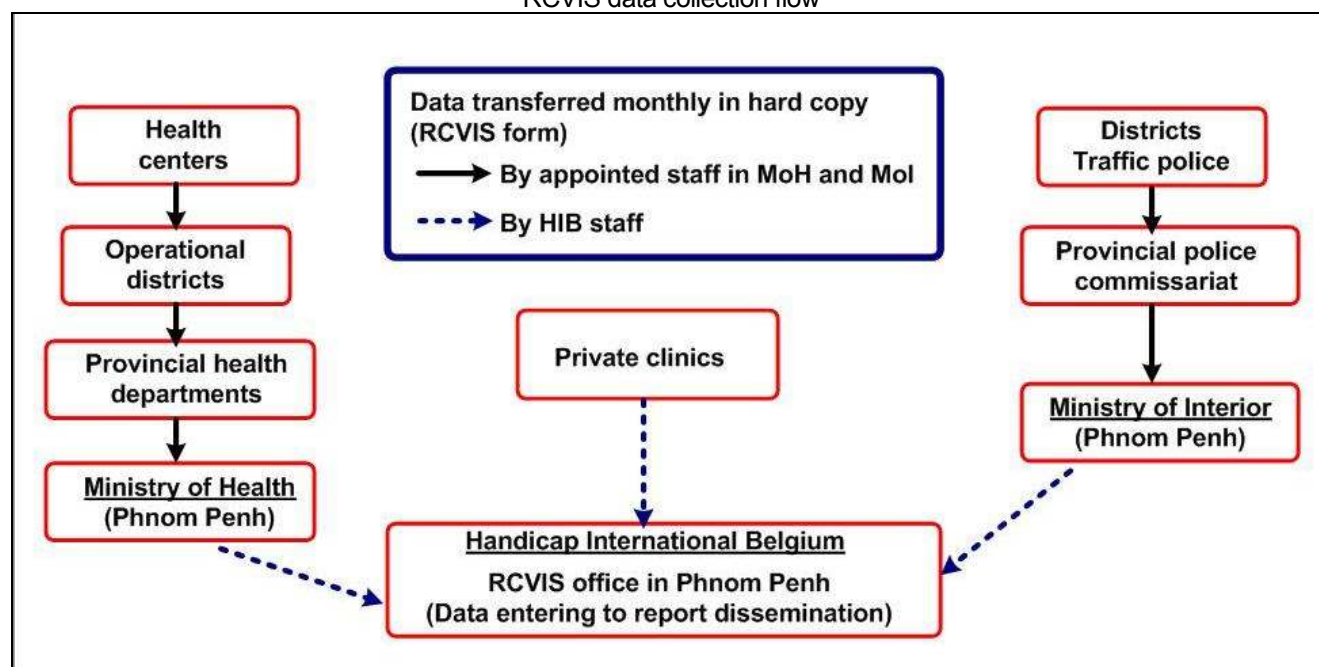 RCVIS data collection flow
Data transferred monthly in hard copy
(RCVIS form)
By appointed staff in MoH and MoI
By HIB staff
Health
centers
Operational
districts
Provincial health
departments
Ministry of Health
(Phnom Penh)
Private clinics
Districts
Traffic police
Provincial police
commissariat
Ministry of Interior
(Phnom Penh)
Handicap International Belgium
RCVIS office in Phnom Penh
(Data entering to report dissemination)